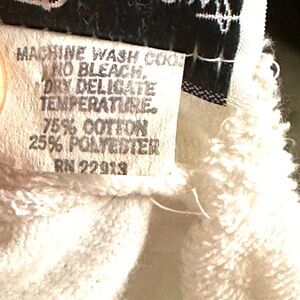 MACHINE WASH COOL
NO BLEACH.
DRY DELICATE
TEMPERATURE.
75% COTTON
25% POLYESTER
RN 22913